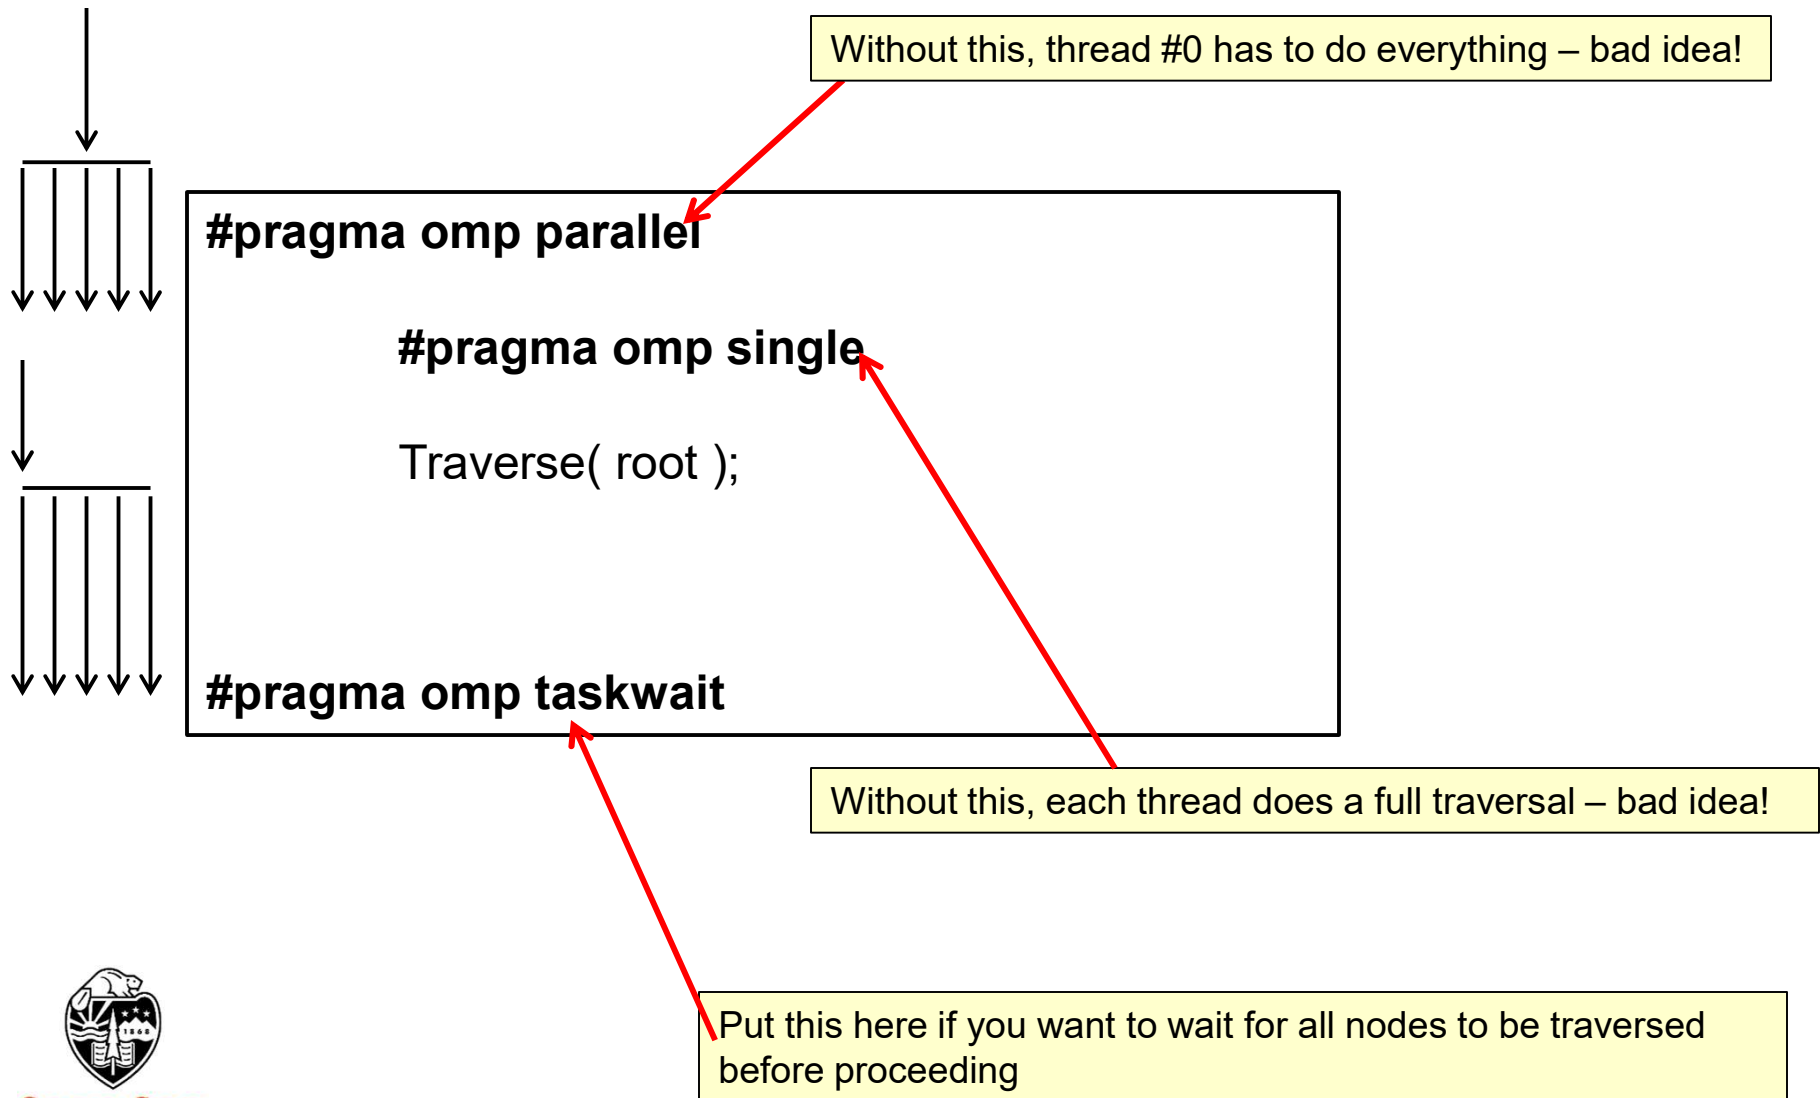 Without this, thread #0 has to do everything – bad idea!
#pragma omp parallel
#pragma omp single
Traverse( root );
#pragma omp taskwait
Without this, each thread does a full traversal – bad idea!
Put this here if you want to wait for all nodes to be traversed
before proceeding
1868